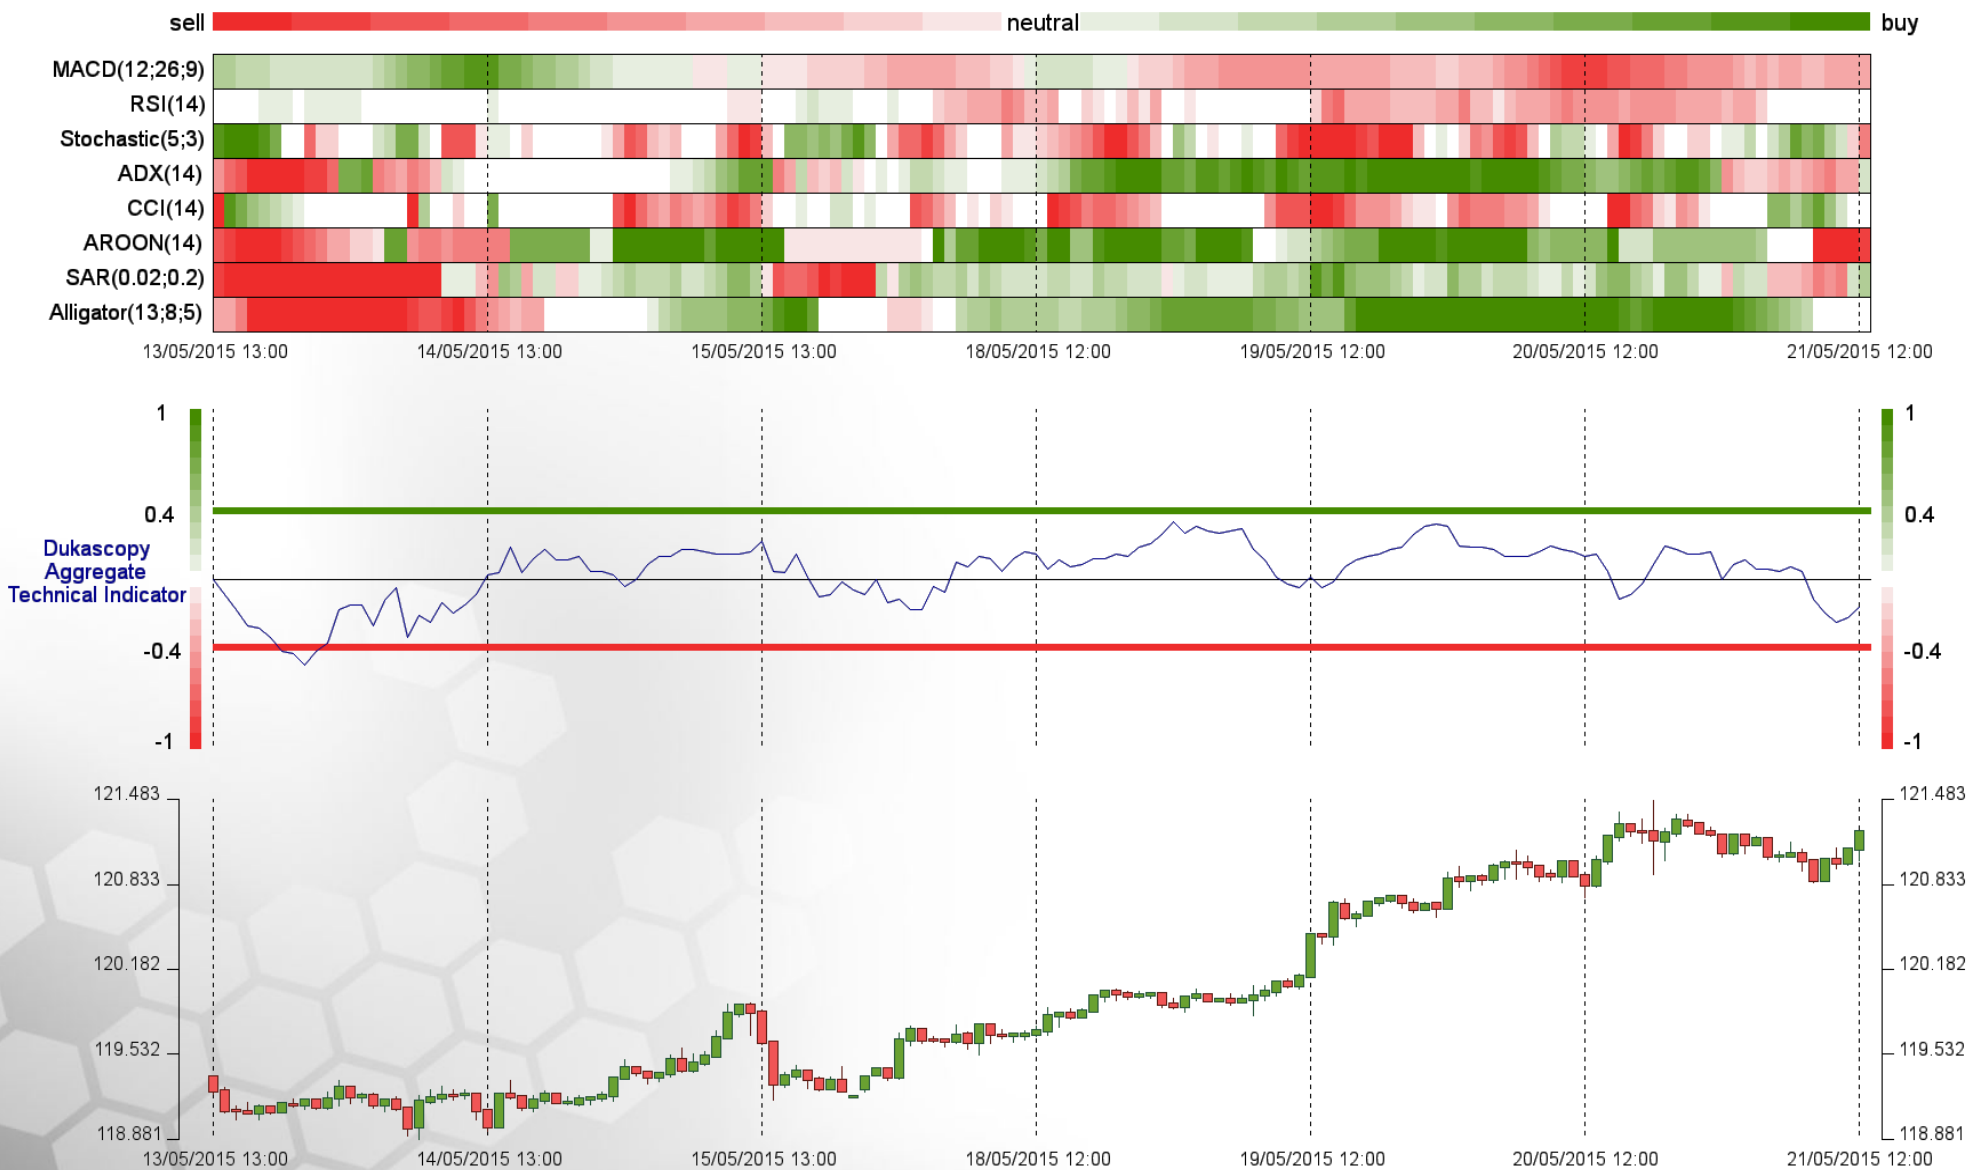 sell neutral buy
MACD(12;26;9)
RSI(14)
Stochastic(5;3)
ADX(14)
CCI(14)
AROON(14)
SAR(0.02;0.2)
Alligator(13;8;5)
13/05/2015 13:00 14/05/2015 13:00 15/05/2015 13:00 18/05/2015 12:00 19/05/2015 12:00 20/05/2015 12:00 21/05/2015 12:00
1 1
0.4 0.4
Dukascopy
Aggregate
Technical Indicator
-0.4 -0.4
-1 -1
121.483 121.483
120.833 120.833
120.182 120.182
119.532 119.532
118.881 118.881
13/05/2015 13:00 14/05/2015 13:00 15/05/2015 13:00 18/05/2015 12:00 19/05/2015 12:00 20/05/2015 12:00 21/05/2015 12:00